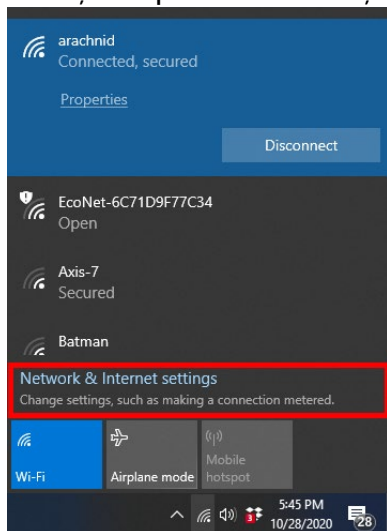 arachnid
Connected, secured
Properties
Disconnect
EcoNet-6C71D9F77C34
Open
Axis-7
Secured
Batman
Network & Internet settings
Change settings, such as making a connection metered.
Wi-Fi
Airplane mode
Mobile
hotspot
5:45 PM
10/28/2020
28